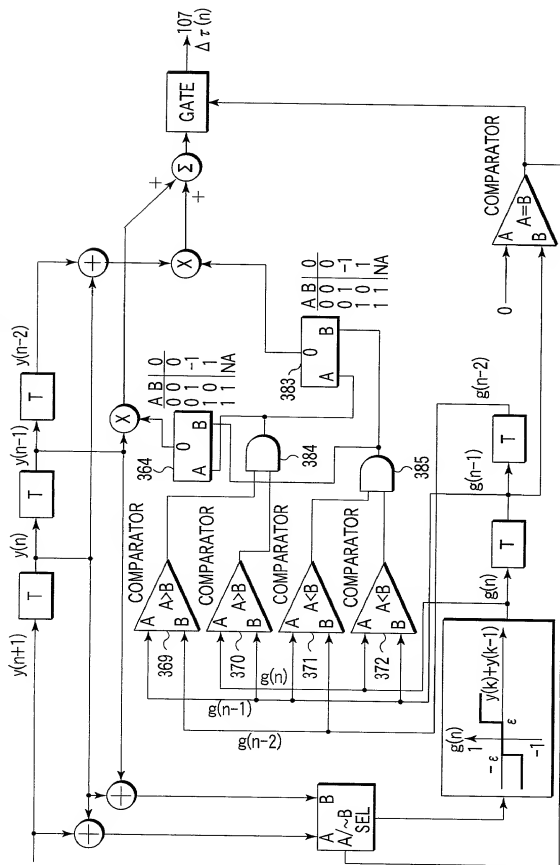 y(n+1)
T
y(n)
T
y(n-1)
T
y(n-2)
+
+
X
X
+
+
Σ
GATE
107
Δτ(n)
A B 0
0 0 0
0 1 -1
1 0 1
1 1 NA
364
0
A
B
A B 0
0 0 0
0 1 -1
1 0 1
1 1 NA
383
0
A
B
384
385
COMPARATOR
A
A>B
B
369
COMPARATOR
A
A>B
B
370
COMPARATOR
A
A<B
B
371
COMPARATOR
A
A<B
B
372
g(n)
g(n-1)
g(n-2)
COMPARATOR
0
A
A=B
B
+
+
A
B
A/~B
SEL
g(n)
1
y(k)+y(k-1)
-ε
ε
-1
g(n)
T
g(n-1)
T
g(n-2)